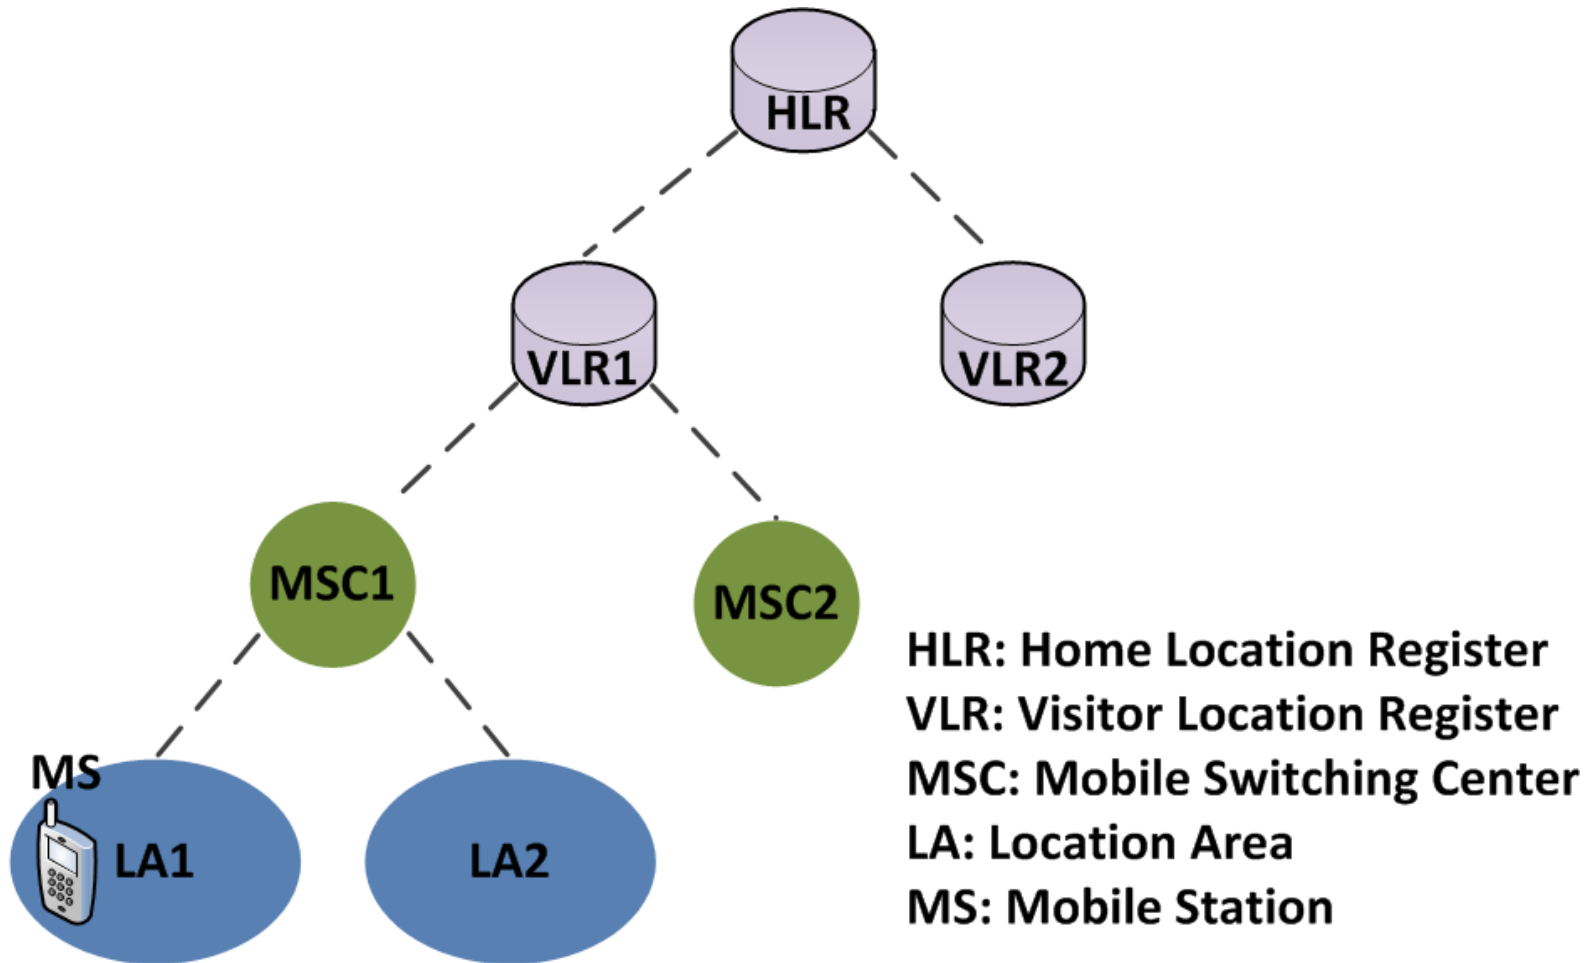 HLR
VLR1
VLR2
MSC1
MSC2
MS
LA1
LA2
HLR: Home Location Register
VLR: Visitor Location Register
MSC: Mobile Switching Center
LA: Location Area
MS: Mobile Station